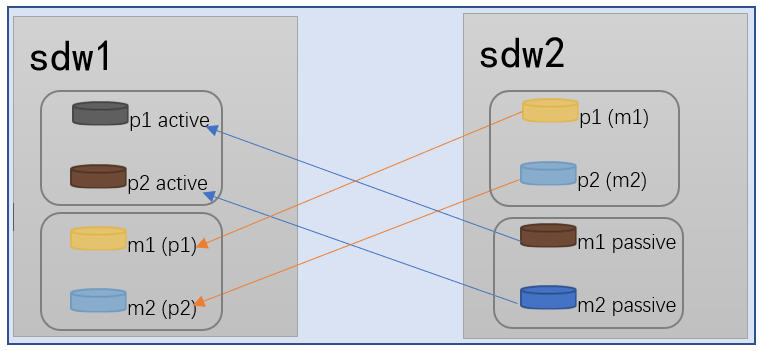 sdw1
p1 active
p2 active
m1 (p1)
m2 (p2)
sdw2
p1 (m1)
p2 (m2)
m1 passive
m2 passive